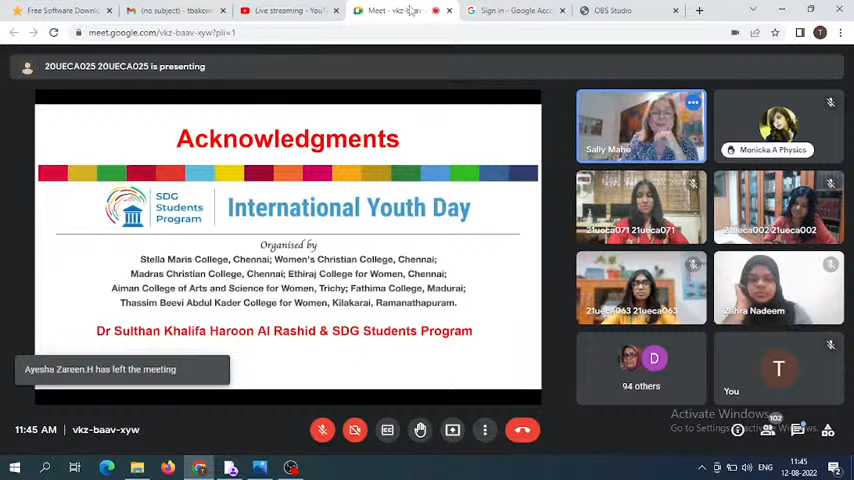 Free Software Downlo
(no subject) - tbakcxw
Live streaming - YouT
Meet - vkz-baav-
Sign in - Google Acco
OBS Studio
meet.google.com/vkz-baav-xyw?pli=1
T
20UECA025 20UECA025 is presenting
Acknowledgments
SDG
Students
Program
International Youth Day
Organised by
Stella Maris College, Chennai; Women's Christian College, Chennai;
Madras Christian College, Chennai; Ethiraj College for Women, Chennai;
Aiman College of Arts and Science for Women, Trichy; Fathima College, Madurai;
Thassim Beevi Abdul Kader College for Women, Kilakarai, Ramanathapuram.
Dr Sulthan Khalifa Haroon Al Rashid & SDG Students Program
Ayesha Zareen.H has left the meeting
Sally Mahe
Monicka A Physics
21ueca071 21ueca071
21ueca002 21ueca002
21ueca063 21ueca063
Zahra Nadeem
D
94 others
T
You
Activate Windows
Go to Settings
11:45 AM
vkz-baav-xyw
102
ENG
11:45
12-08-2022
2